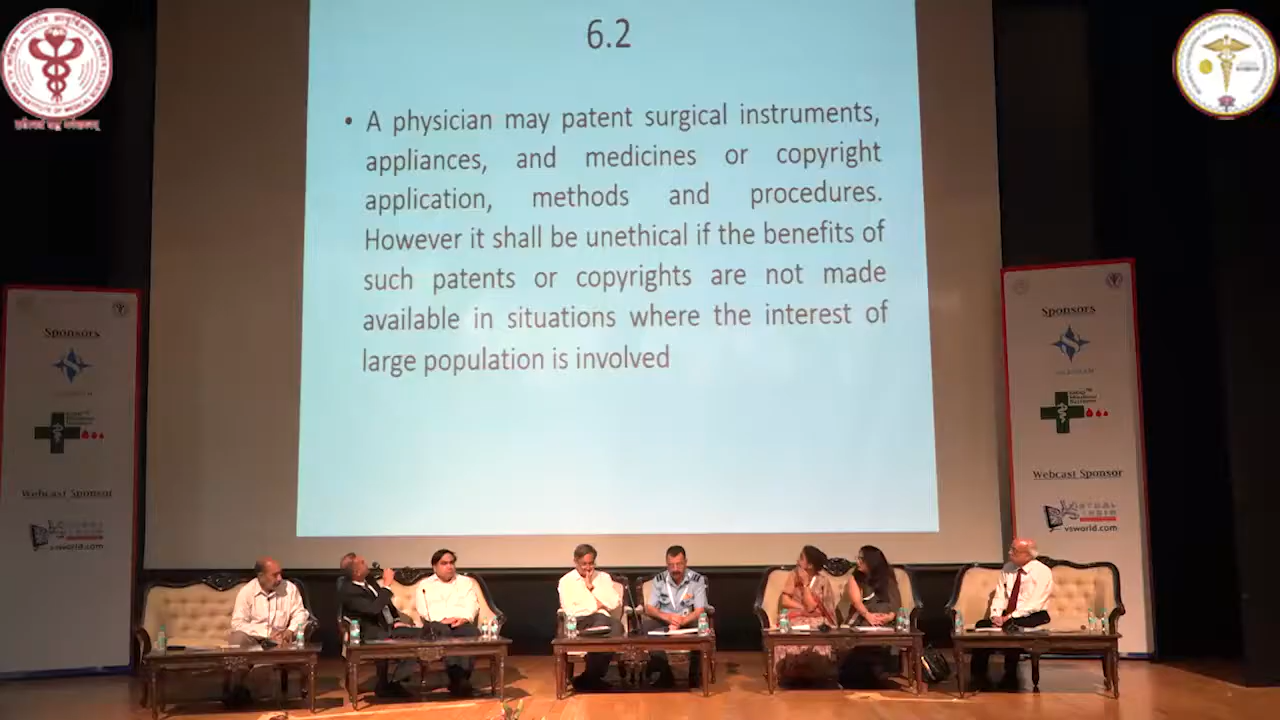 6.2
• A physician may patent surgical instruments,
appliances, and medicines or copyright
application, methods and procedures.
However it shall be unethical if the benefits of
such patents or copyrights are not made
available in situations where the interest of
large population is involved
Sponsors
Webcast Sponsor
vsworld.com
Sponsors
Webcast Sponsor
vsworld.com